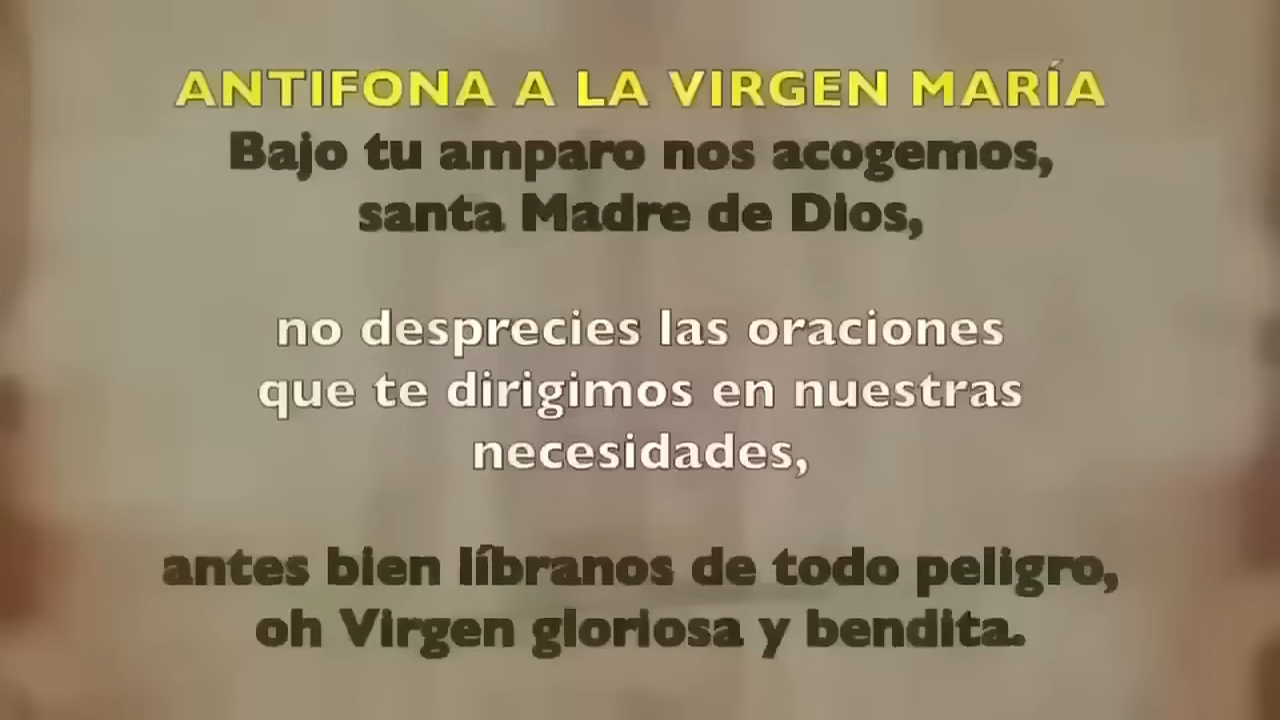 ANTIFONA A LA VIRGEN MARÍA
Bajo tu amparo nos acogemos,
santa Madre de Dios,
no desprecies las oraciones
que te dirigimos en nuestras
necesidades,
antes bien líbranos de todo peligro,
oh Virgen gloriosa y bendita.